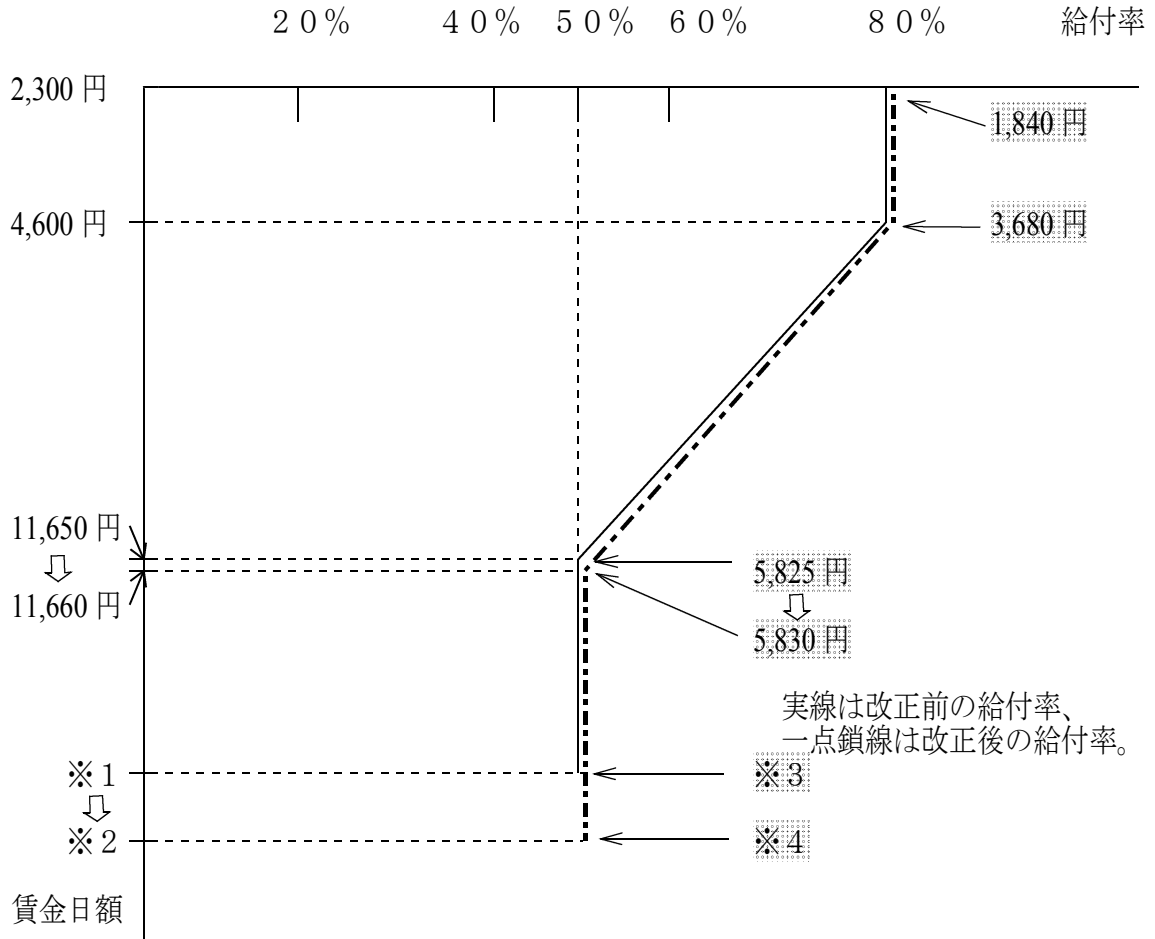 20% 40% 50% 60% 80% 給付率
2,300 円
1,840 円
4,600 円
3,680 円
11,650 円
⇩
11,660 円
5,825 円
⇩
5,830 円
実線は改正前の給付率、
一点鎖線は改正後の給付率。
※1
⇩
※2
※3
※4
賃金日額